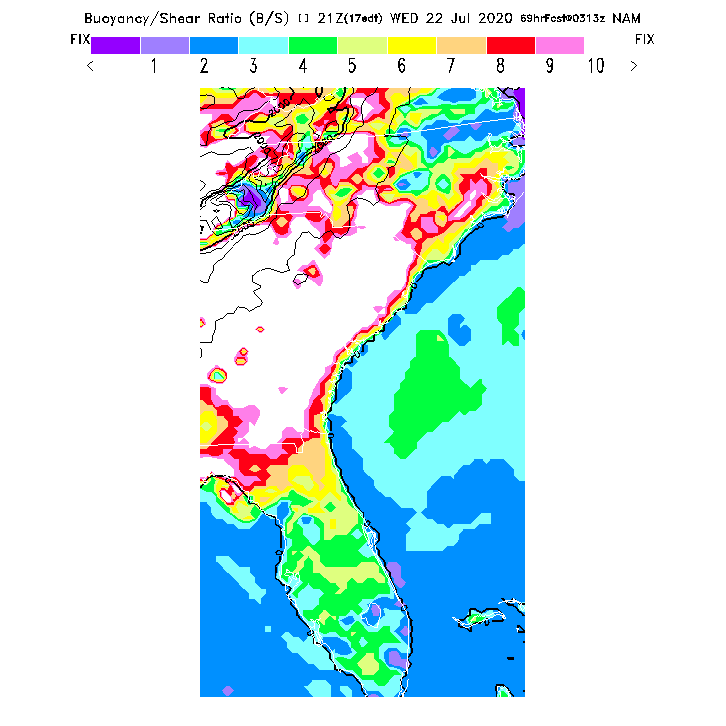 Buoyancy/Shear Ratio (B/S) [] 21Z(17edt) WED 22 Jul 2020 69hrFcst@0313z NAM
FIX FIX
< 1 2 3 4 5 6 7 8 9 10 >